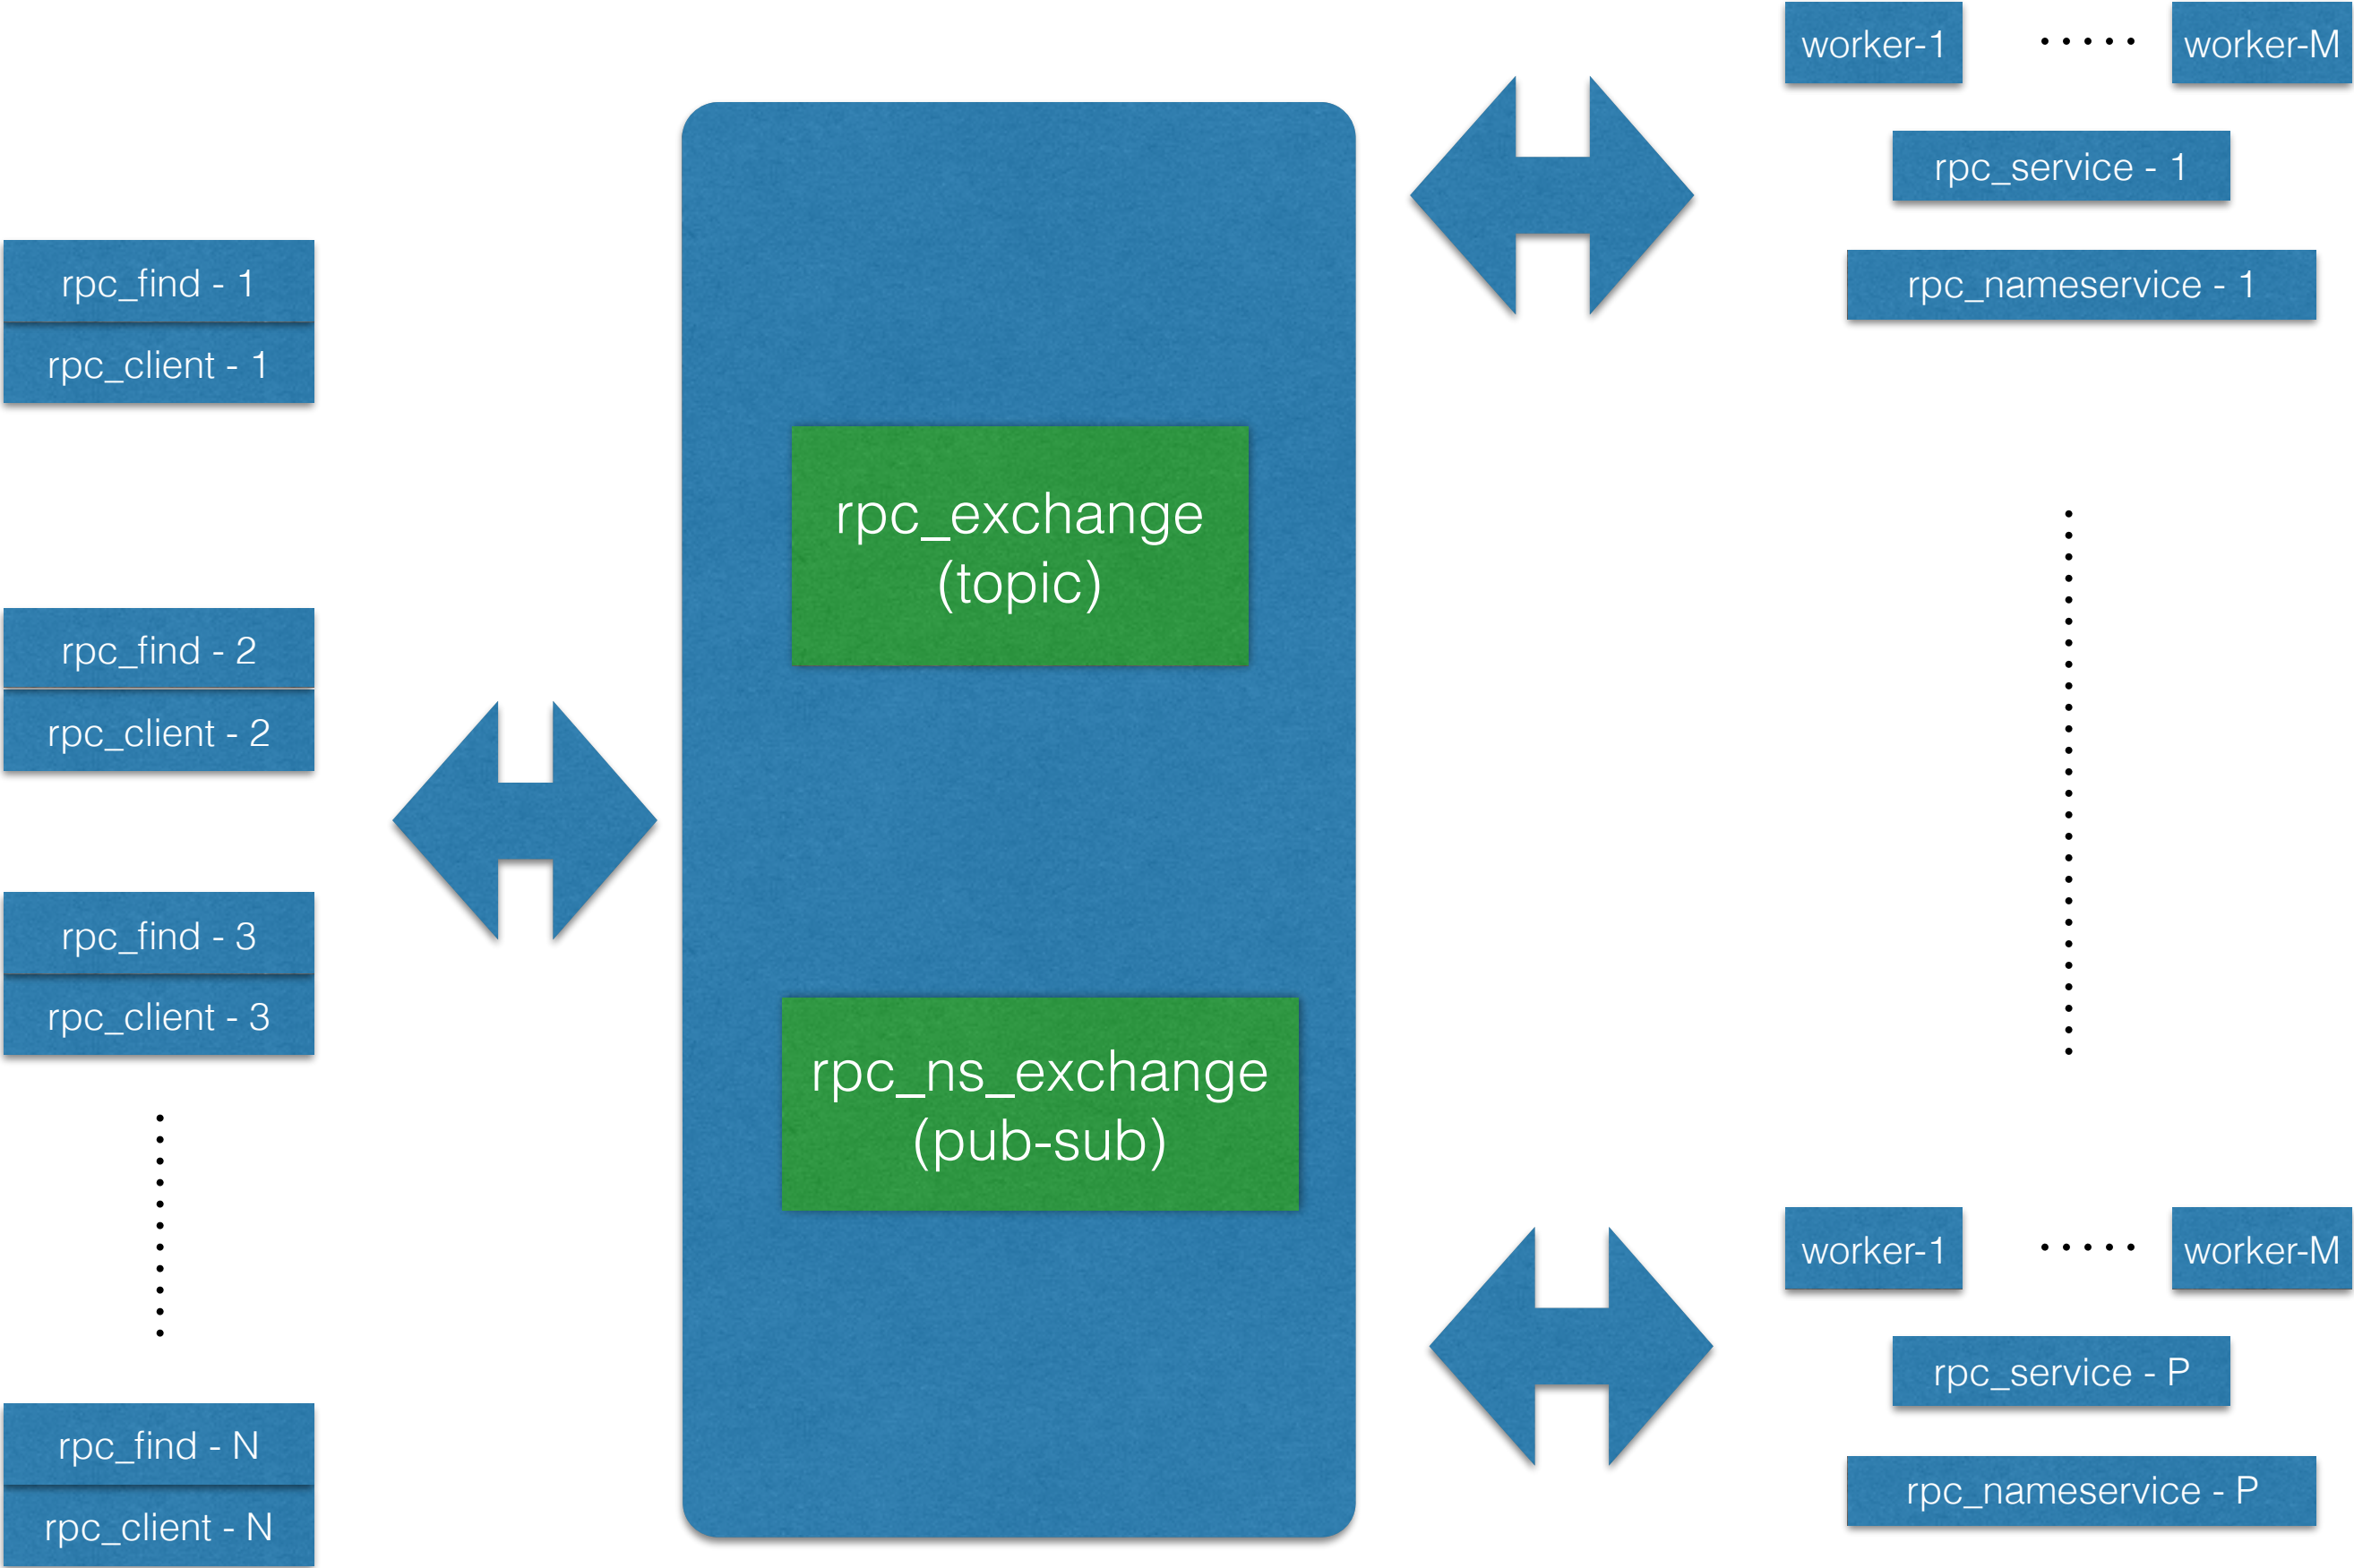 rpc_find - 1
rpc_client - 1
rpc_find - 2
rpc_client - 2
rpc_find - 3
rpc_client - 3
rpc_find - N
rpc_client - N
rpc_exchange
(topic)
rpc_ns_exchange
(pub-sub)
worker-1 ..... worker-M
rpc_service - 1
rpc_nameservice - 1
worker-1 ..... worker-M
rpc_service - P
rpc_nameservice - P